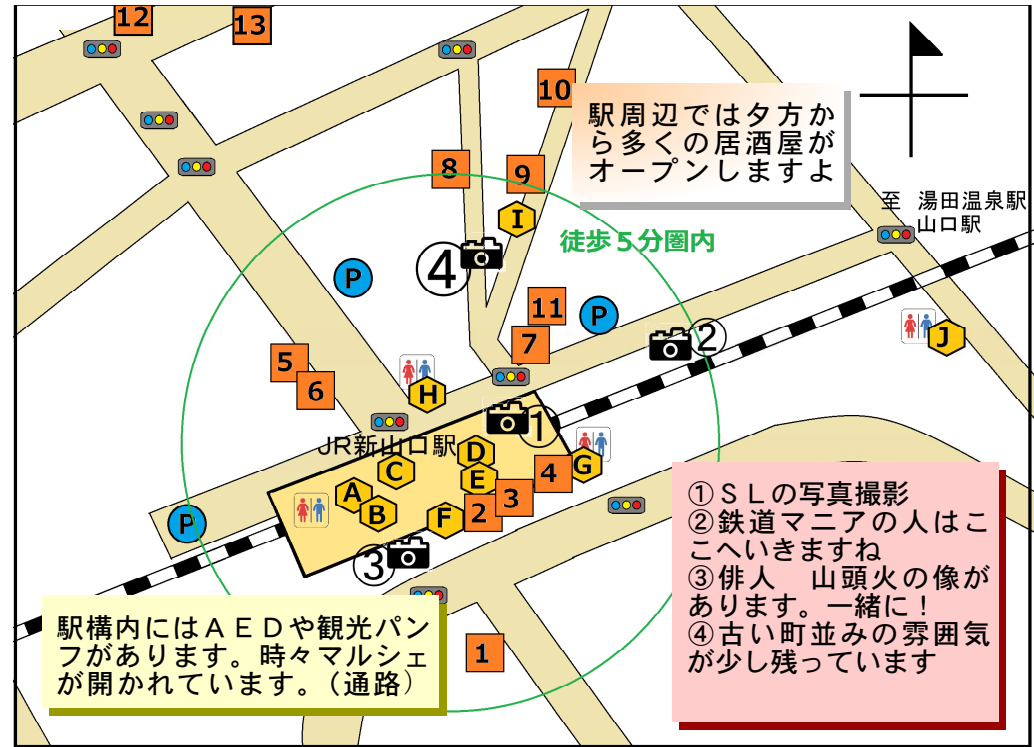 12
13
10
駅周辺では夕方か
ら多くの居酒屋が
オープンしますよ
8
9
至 湯田温泉駅
山口駅
I
徒歩５分圏内
④
P
11
P
7
②
J
5
6
H
①
JR新山口駅
D
C
E
G
4
A
B
3
2
F
P
③
①ＳＬの写真撮影
②鉄道マニアの人はこ
こへいきますね
③俳人　山頭火の像が
あります。一緒に！
④古い町並みの雰囲気
が少し残っています
駅構内にはＡＥＤや観光パン
フがあります。時々マルシェ
が開かれています。（通路）
1